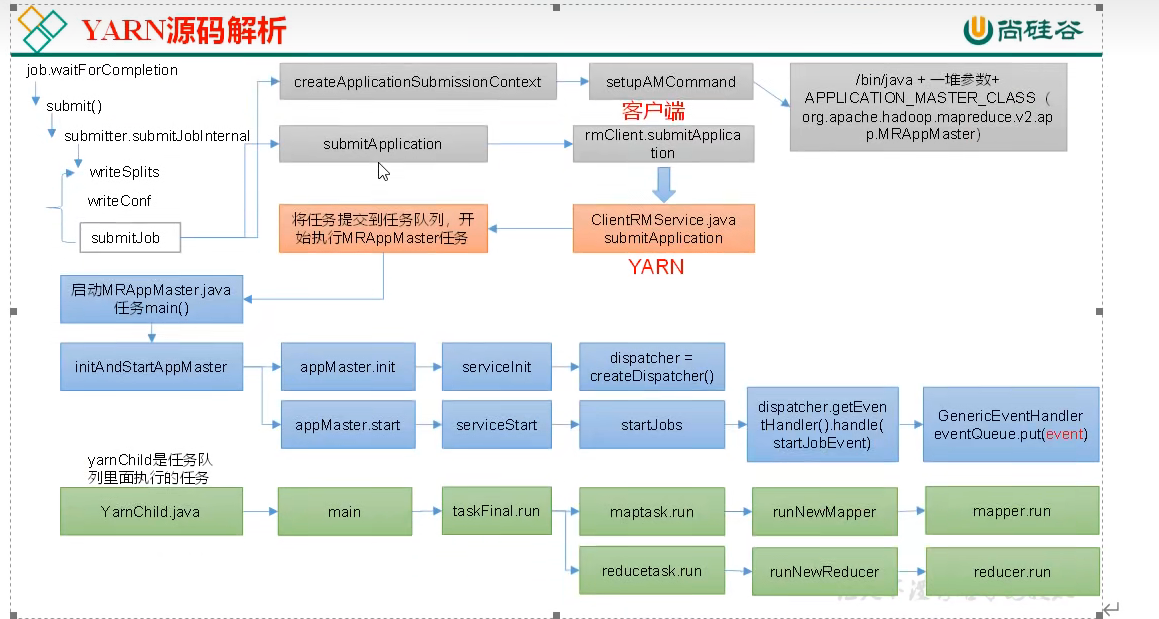 YARN源码解析
尚硅谷
job.waitForCompletion
submit()
submitter.submitJobInternal
writeSplits
writeConf
submitJob
createApplicationSubmissionContext
setupAMCommand
/bin/java + 一堆参数+
APPLICATION_MASTER_CLASS（
org.apache.hadoop.mapreduce.v2.ap
p.MRAppMaster）
客户端
submitApplication
rmClient.submitApplica
tion
将任务提交到任务队列，开
始执行MRAppMaster任务
ClientRMService.java
submitApplication
YARN
启动MRAppMaster.java
任务main()
initAndStartAppMaster
appMaster.init
serviceInit
dispatcher =
createDispatcher()
appMaster.start
serviceStart
startJobs
dispatcher.getEven
tHandler().handle(
startJobEvent)
GenericEventHandler
eventQueue.put(event)
yarnChild是任务队
列里面执行的任务
YarnChild.java
main
taskFinal.run
maptask.run
runNewMapper
mapper.run
reducetask.run
runNewReducer
reducer.run